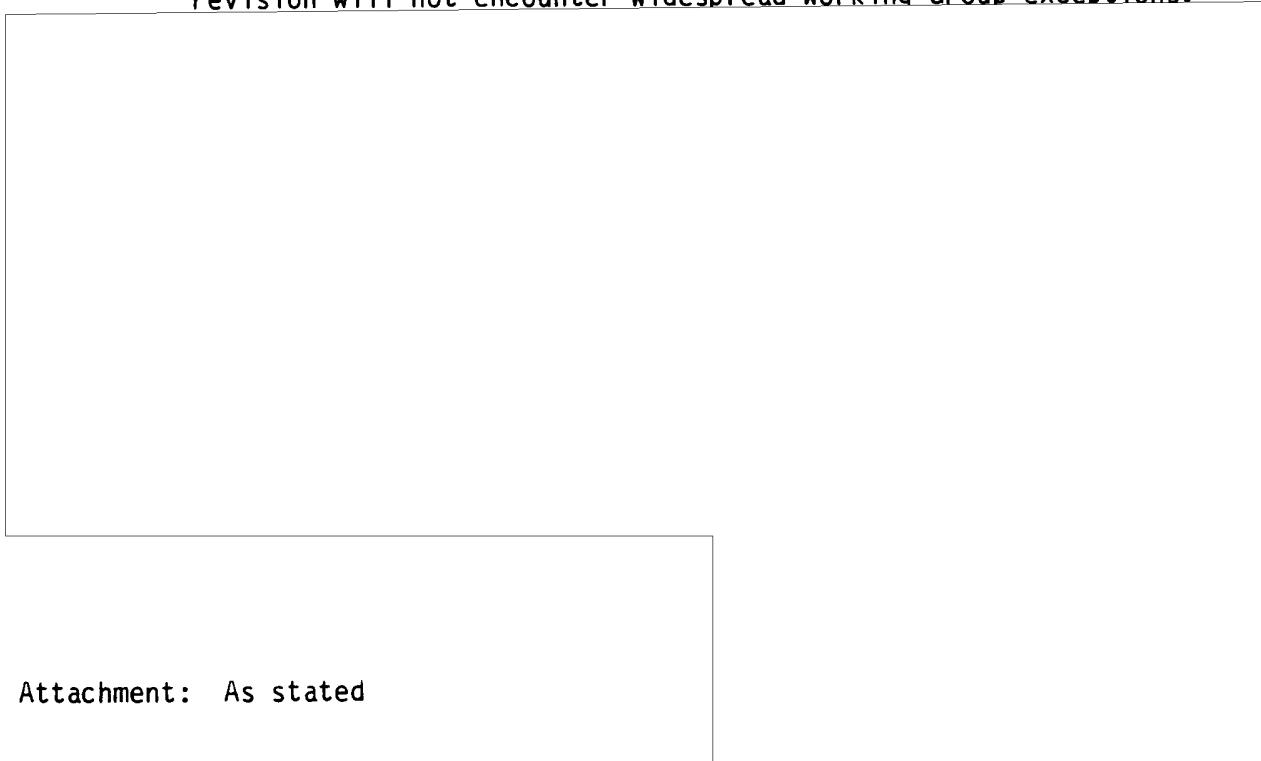 revision will not encounter widespread working group exceptions.
Attachment: As stated